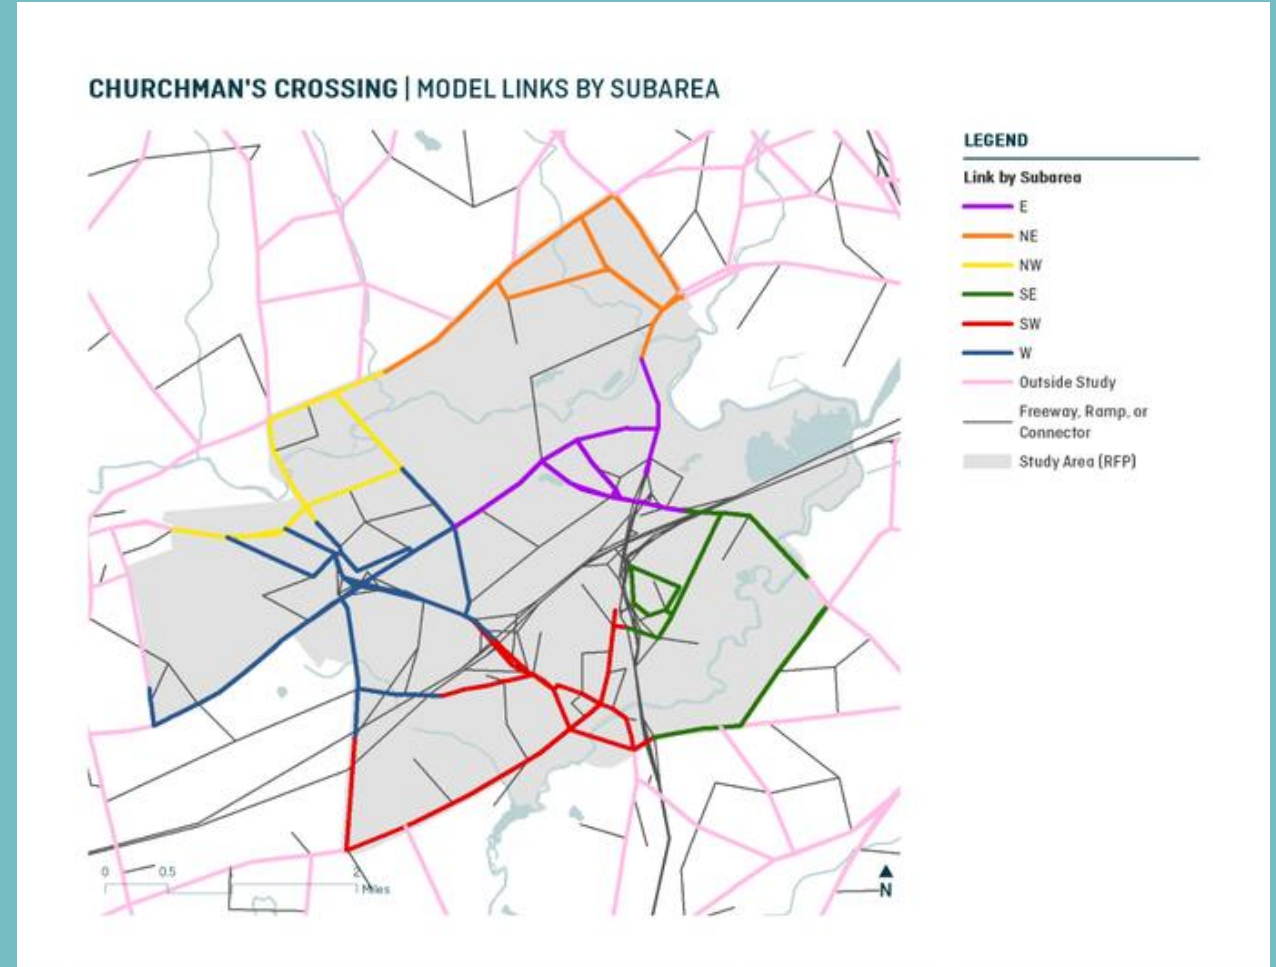 CHURCHMAN'S CROSSING | MODEL LINKS BY SUBAREA
LEGEND
Link by Subarea
E
NE
NW
SE
SW
W
Outside Study
Freeway, Ramp, or
Connector
Study Area (RFP)
0 0.5 2
Miles
N